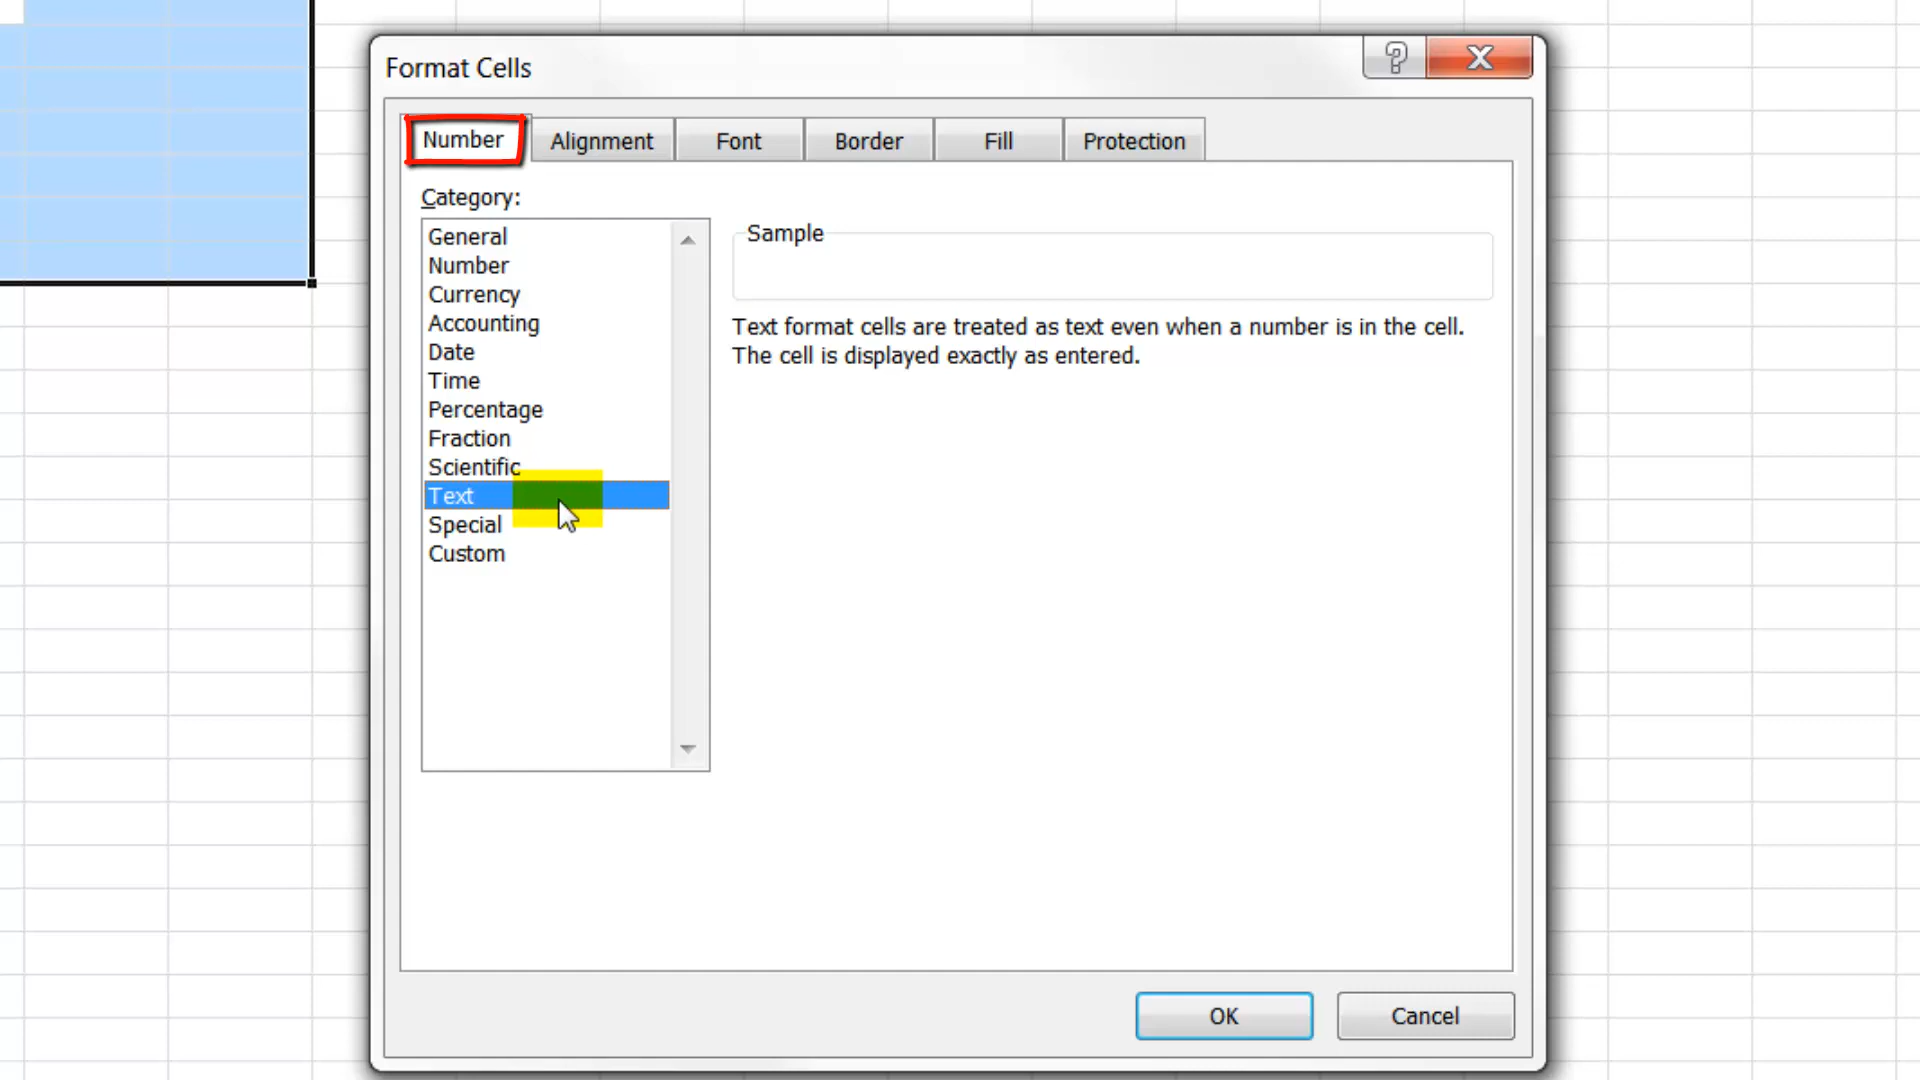 Format Cells
Number Alignment Font Border Fill Protection
Category:
General
Number
Currency
Accounting
Date
Time
Percentage
Fraction
Scientific
Text
Special
Custom
Sample
Text format cells are treated as text even when a number is in the cell.
The cell is displayed exactly as entered.
OK Cancel